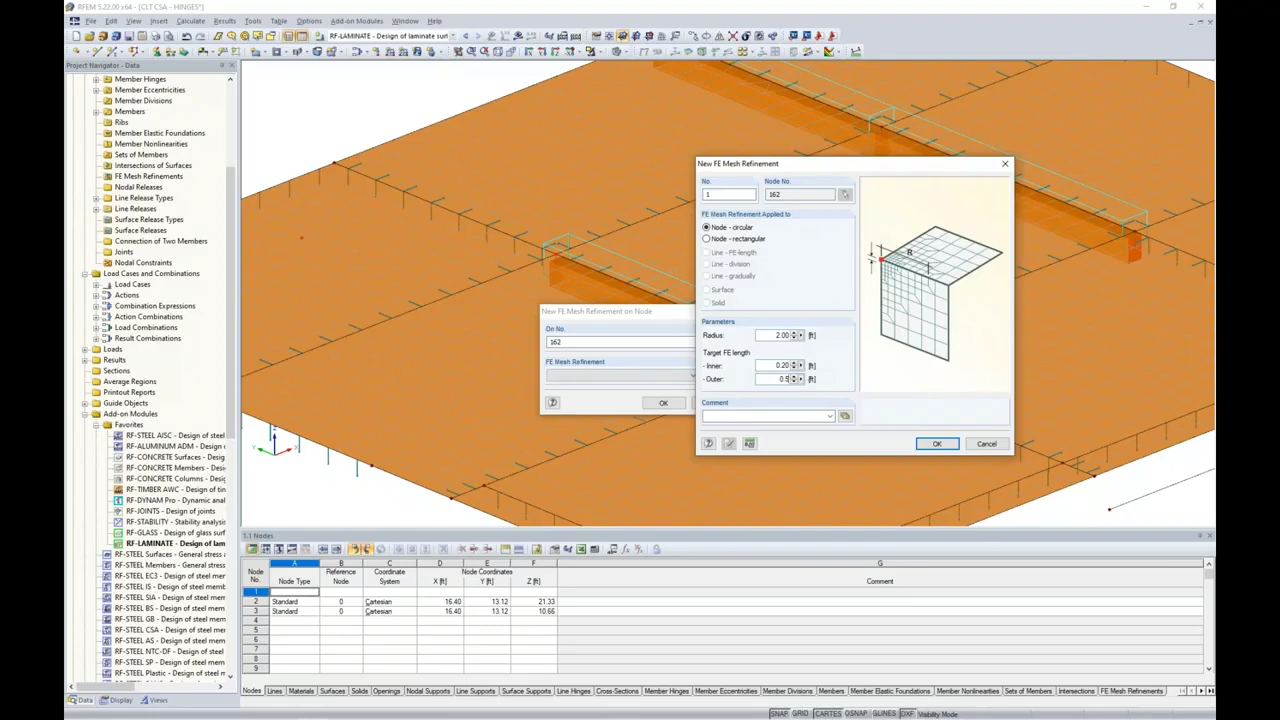 RFEM 5.22.00 x64 - [CLT CSA - HINGES*]
File Edit View Insert Calculate Results Tools Table Options Add-on Modules Window Help
RF-LAMINATE - Design of laminate surf
Project Navigator - Data
Member Hinges
Member Eccentricities
Member Divisions
Members
Ribs
Member Elastic Foundations
Member Nonlinearities
Sets of Members
Intersections of Surfaces
FE Mesh Refinements
Nodal Releases
Line Release Types
Line Releases
Surface Release Types
Surface Releases
Connection of Two Members
Joints
Nodal Constraints
Load Cases and Combinations
Load Cases
Actions
Combination Expressions
Action Combinations
Load Combinations
Result Combinations
Loads
Results
Sections
Average Regions
Printout Reports
Guide Objects
Add-on Modules
Favorites
RF-STEEL AISC - Design of steel
RF-ALUMINUM ADM - Design of
RF-CONCRETE Surfaces - Design
RF-CONCRETE Members - Design
RF-CONCRETE Columns - Design
RF-TIMBER AWC - Design of tim
RF-DYNAM Pro - Dynamic anal
RF-JOINTS - Design of joints
RF-STABILITY - Stability analysis
RF-GLASS - Design of glass surf
RF-LAMINATE - Design of lam
RF-STEEL Surfaces - General stress
RF-STEEL Members - General stress
RF-STEEL EC3 - Design of steel mem
RF-STEEL IS - Design of steel mem
RF-STEEL SIA - Design of steel mem
RF-STEEL BS - Design of steel mem
RF-STEEL GB - Design of steel mem
RF-STEEL CSA - Design of steel mem
RF-STEEL AS - Design of steel mem
RF-STEEL NTC-DF - Design of steel
RF-STEEL SP - Design of steel mem
RF-STEEL Plastic - Design of steel
Data Display Views
New FE Mesh Refinement on Node
On No.
162
FE Mesh Refinement
OK
New FE Mesh Refinement
No. Node No.
1 162
FE Mesh Refinement Applied to
Node - circular
Node - rectangular
Line - FE-length
Line - division
Line - gradually
Surface
Solid
Parameters
Radius: 2.00 [ft]
Target FE length
- Inner: 0.20 [ft]
- Outer: 0.5 [ft]
Comment
R
OK Cancel
1.1 Nodes
A B C D E F G
Node No. Node Type Reference Node Coordinate System Node Coordinates X [ft] Y [ft] Z [ft] Comment
1
2 Standard 0 Cartesian 16.40 13.12 21.33
3 Standard 0 Cartesian 16.40 13.12 10.66
4
5
6
7
8
9
Nodes Lines Materials Surfaces Solids Openings Nodal Supports Line Supports Surface Supports Line Hinges Cross-Sections Member Hinges Member Eccentricities Member Divisions Members Member Elastic Foundations Member Nonlinearities Sets of Members Intersections FE Mesh Refinements
SNAP GRID CARTES OSNAP GLINES DXF Visibility Mode